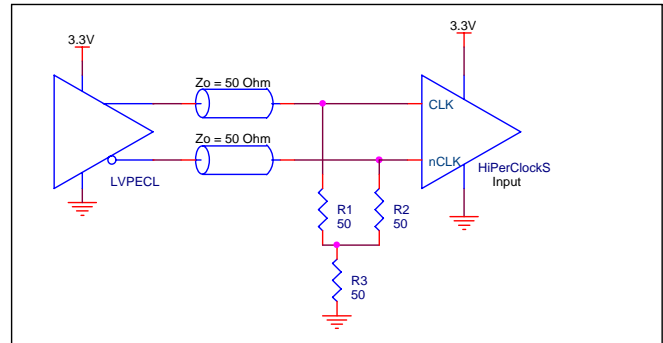 3.3V
3.3V
Zo = 50 Ohm
CLK
Zo = 50 Ohm
nCLK
HiPerClockS
Input
LVPECL
R1
50
R2
50
R3
50